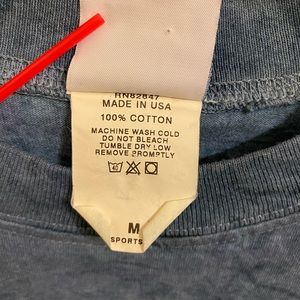 RN82847
MADE IN USA
100% COTTON
MACHINE WASH COLD
DO NOT BLEACH
TUMBLE DRY LOW
REMOVE PROMPTLY
M
SPORTS